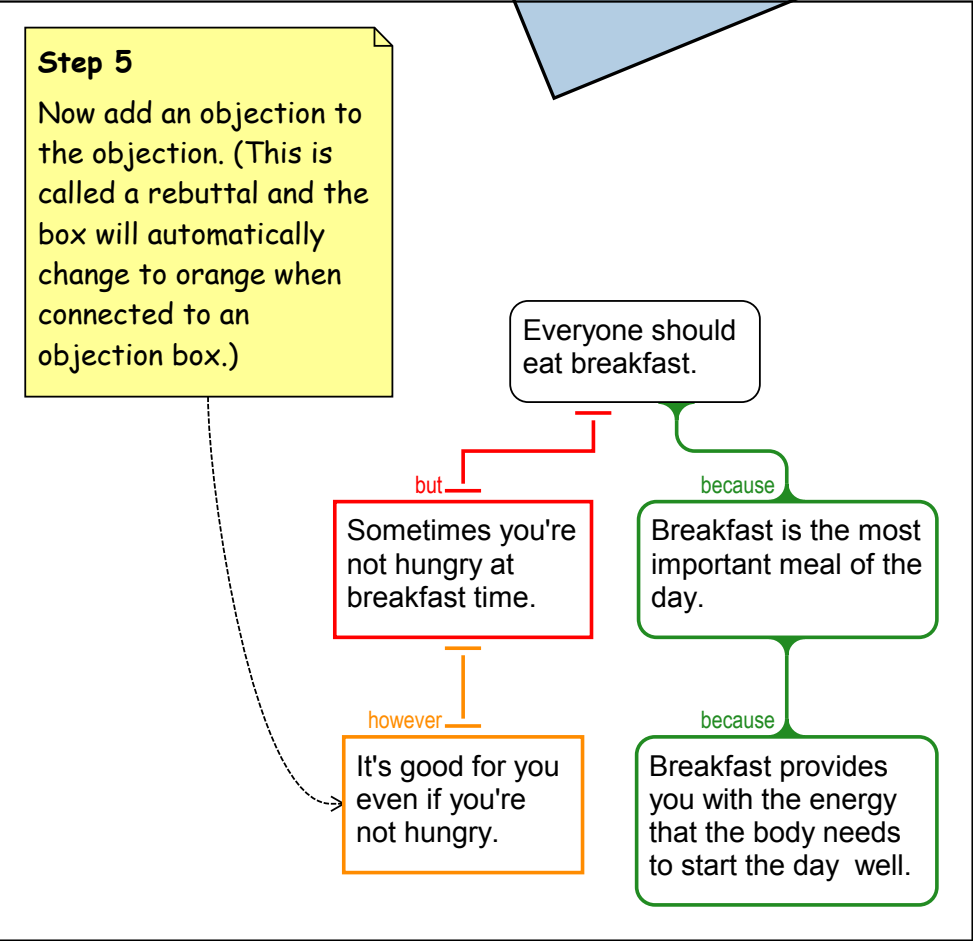 Step 5
Now add an objection to
the objection. (This is
called a rebuttal and the
box will automatically
change to orange when
connected to an
objection box.)
Everyone should
eat breakfast.
but
Sometimes you're
not hungry at
breakfast time.
because
Breakfast is the most
important meal of the
day.
however
It's good for you
even if you're
not hungry.
because
Breakfast provides
you with the energy
that the body needs
to start the day  well.